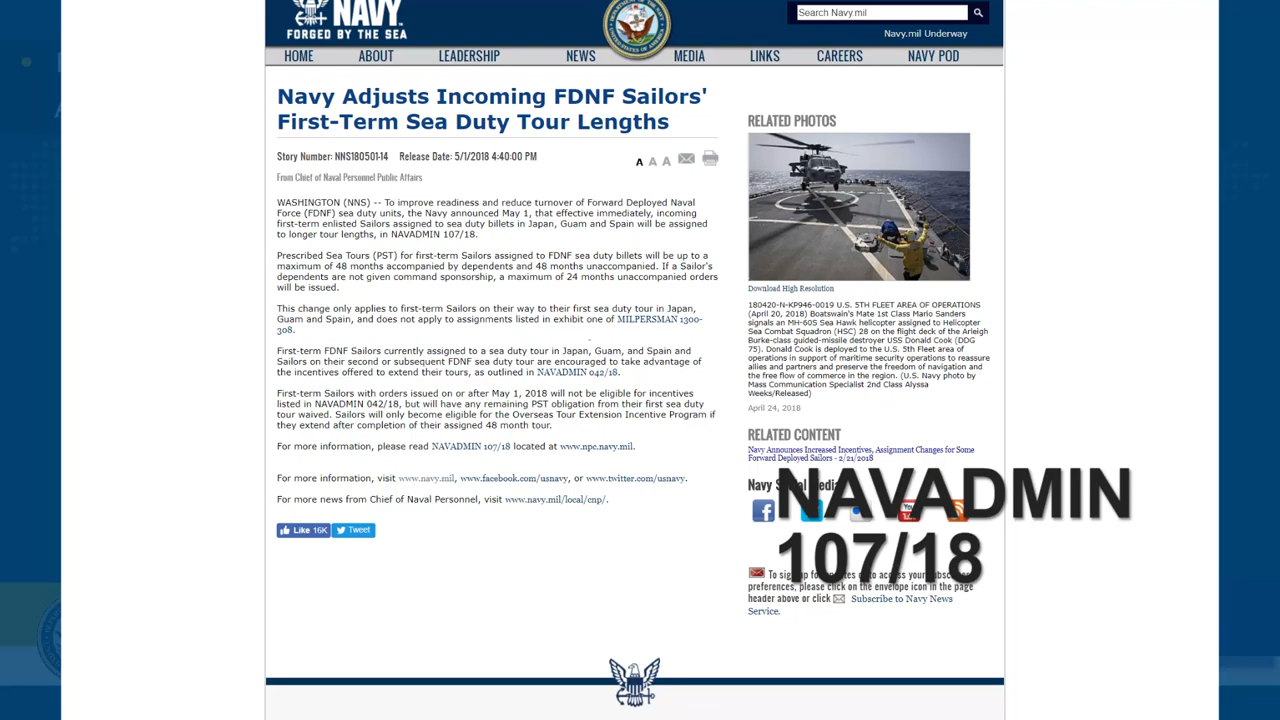 NAVY
FORGED BY THE SEA
Search Navy.mil
Navy.mil Underway
HOME ABOUT LEADERSHIP NEWS MEDIA LINKS CAREERS NAVY POD
Navy Adjusts Incoming FDNF Sailors'
First-Term Sea Duty Tour Lengths
Story Number: NNS180501-14 Release Date: 5/1/2018 4:40:00 PM
A A A
From Chief of Naval Personnel Public Affairs
WASHINGTON (NNS) -- To improve readiness and reduce turnover of Forward Deployed Naval
Force (FDNF) sea duty units, the Navy announced May 1, that effective immediately, incoming
first-term enlisted Sailors assigned to sea duty billets in Japan, Guam and Spain will be assigned
to longer tour lengths, in NAVADMIN 107/18.
Prescribed Sea Tours (PST) for first-term Sailors assigned to FDNF sea duty billets will be up to a
maximum of 48 months accompanied by dependents and 48 months unaccompanied. If a Sailor's
dependents are not given command sponsorship, a maximum of 24 months unaccompanied orders
will be issued.
This change only applies to first-term Sailors on their way to their first sea duty tour in Japan,
Guam and Spain, and does not apply to assignments listed in exhibit one of MILPERSMAN 1300-
308.
First-term FDNF Sailors currently assigned to a sea duty tour in Japan, Guam, and Spain and
Sailors on their second or subsequent FDNF sea duty tour are encouraged to take advantage of
the incentives offered to extend their tours, as outlined in NAVADMIN 042/18.
First-term Sailors with orders issued on or after May 1, 2018 will not be eligible for incentives
listed in NAVADMIN 042/18, but will have any remaining PST obligation from their first sea duty
tour waived. Sailors will only become eligible for the Overseas Tour Extension Incentive Program if
they extend after completion of their assigned 48 month tour.
For more information, please read NAVADMIN 107/18 located at www.npc.navy.mil.
For more information, visit www.navy.mil, www.facebook.com/usnavy, or www.twitter.com/usnavy.
For more news from Chief of Naval Personnel, visit www.navy.mil/local/cnp/.
Like 16K Tweet
RELATED PHOTOS
Download High Resolution
180420-N-KP946-0019 U.S. 5TH FLEET AREA OF OPERATIONS
(April 20, 2018) Boatswain's Mate 1st Class Mario Sanders
signals an MH-60S Sea Hawk helicopter assigned to Helicopter
Sea Combat Squadron (HSC) 28 on the flight deck of the Arleigh
Burke-class guided-missile destroyer USS Donald Cook (DDG
75). Donald Cook is deployed to the U.S. 5th Fleet area of
operations in support of maritime security operations to reassure
allies and partners and preserve the freedom of navigation and
the free flow of commerce in the region. (U.S. Navy photo by
Mass Communication Specialist 2nd Class Alyssa
Weeks/Released)
April 24, 2018
RELATED CONTENT
Navy Announces Increased Incentives, Assignment Changes for Some
Forward Deployed Sailors - 2/21/2018
NAVADMIN
107/18
preferences, please click on the envelope icon in the page
header above or click Subscribe to Navy News
Service.